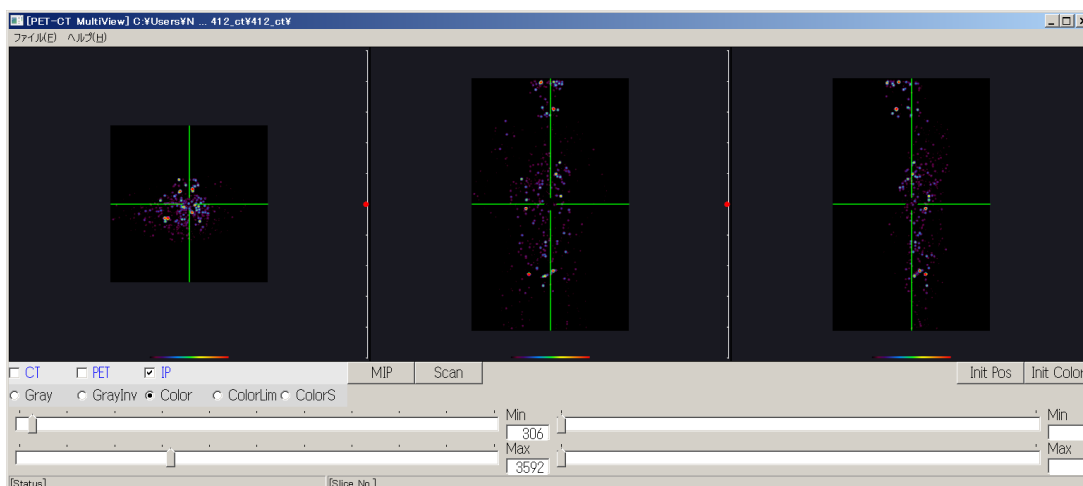 [PET-CT MultiView] C:¥Users¥N ... 412_ct¥412_ct¥
ファイル(F) ヘルプ(H)
CT PET IP MIP Scan Init Pos Init Color
Gray GrayInv Color ColorLim ColorS
Min Min
306
Max Max
3592
[Status] [Slice No.]